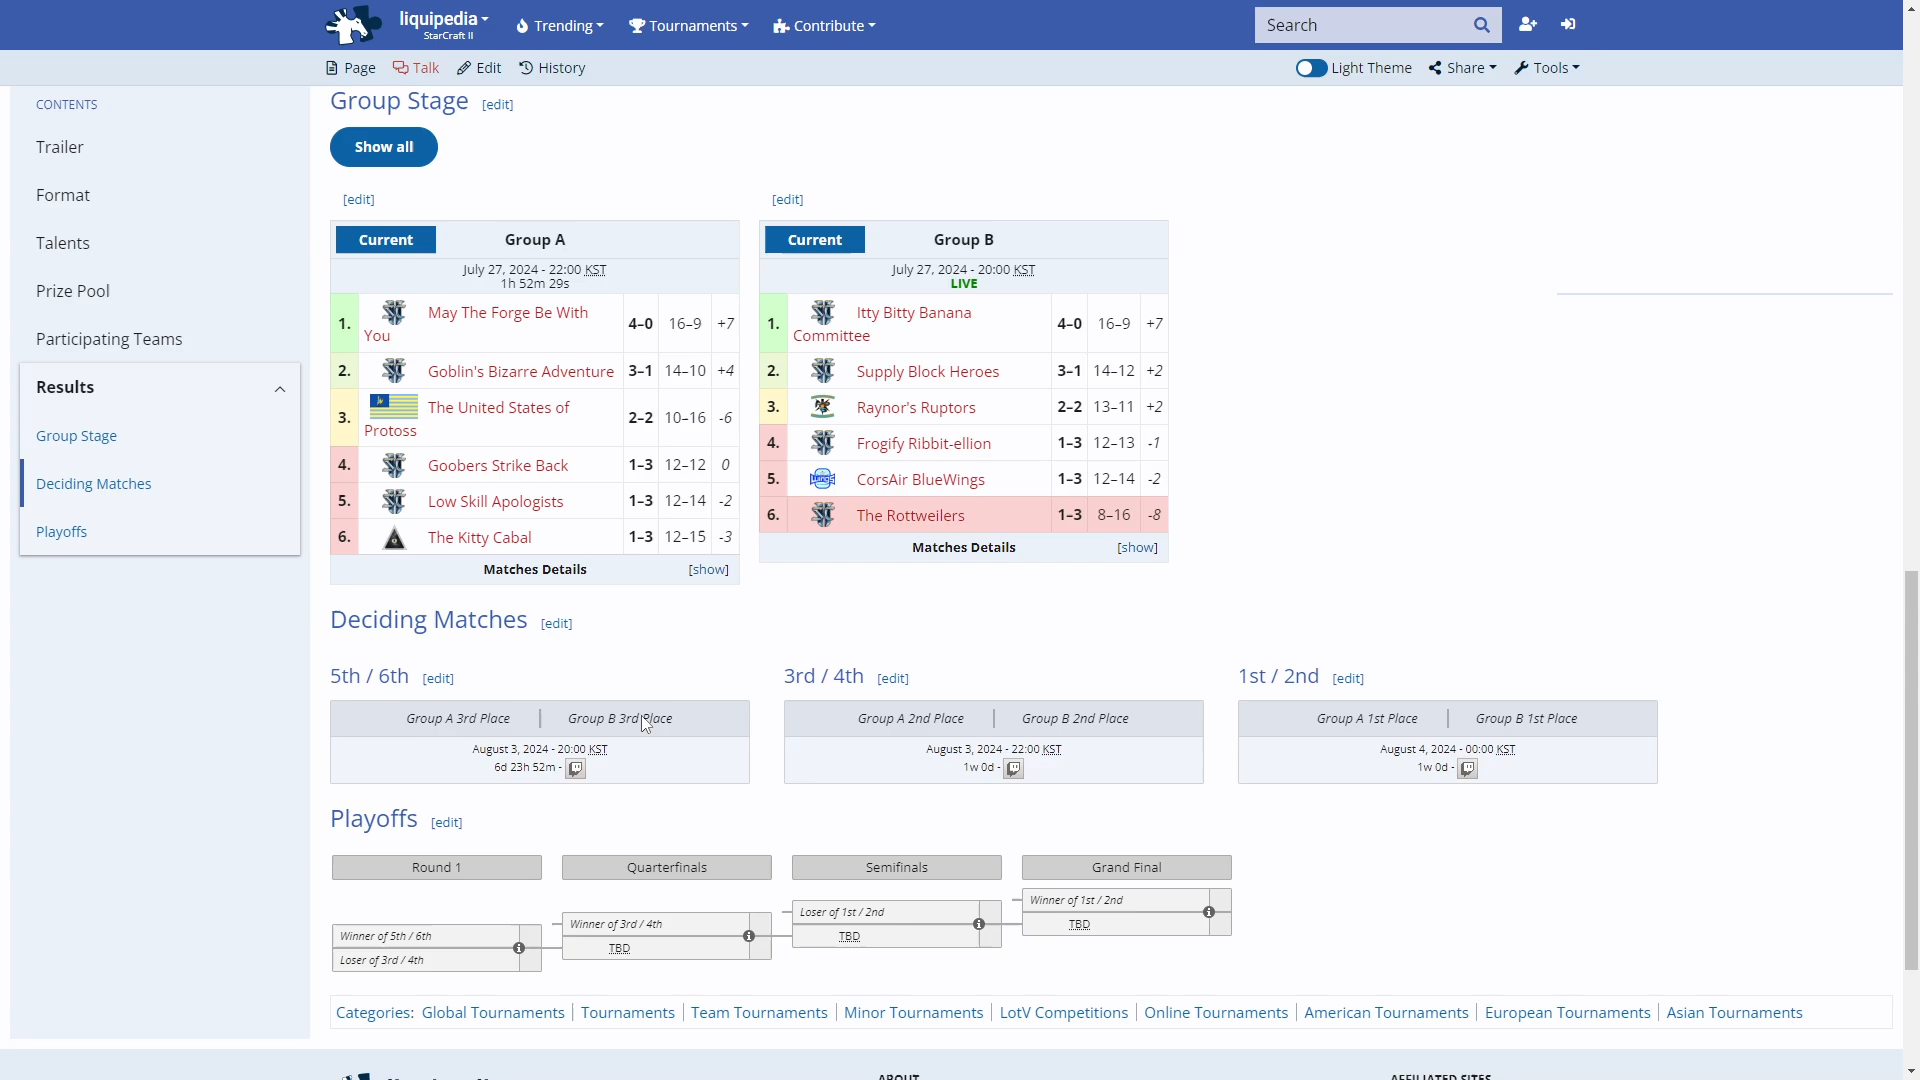 liquipedia
StarCraft II
Trending
Tournaments
Contribute
Search
Page
Talk
Edit
History
Light Theme
Share
Tools
CONTENTS
Trailer
Format
Talents
Prize Pool
Participating Teams
Results
Group Stage
Deciding Matches
Playoffs
Group Stage [edit]
Show all
[edit]
Current Group A
July 27, 2024 - 22:00 KST
1h 52m 29s
1. May The Forge Be With You 4–0 16–9 +7
2. Goblin's Bizarre Adventure 3–1 14–10 +4
3. The United States of Protoss 2–2 10–16 -6
4. Goobers Strike Back 1–3 12–12 0
5. Low Skill Apologists 1–3 12–14 -2
6. The Kitty Cabal 1–3 12–15 -3
Matches Details [show]
[edit]
Current Group B
July 27, 2024 - 20:00 KST
LIVE
1. Itty Bitty Banana Committee 4–0 16–9 +7
2. Supply Block Heroes 3–1 14–12 +2
3. Raynor's Ruptors 2–2 13–11 +2
4. Frogify Ribbit-ellion 1–3 12–13 -1
5. CorsAir BlueWings 1–3 12–14 -2
6. The Rottweilers 1–3 8–16 -8
Matches Details [show]
Deciding Matches [edit]
5th / 6th [edit]
Group A 3rd Place Group B 3rd Place
August 3, 2024 - 20:00 KST
6d 23h 52m -
3rd / 4th [edit]
Group A 2nd Place Group B 2nd Place
August 3, 2024 - 22:00 KST
1w 0d -
1st / 2nd [edit]
Group A 1st Place Group B 1st Place
August 4, 2024 - 00:00 KST
1w 0d -
Playoffs [edit]
Round 1 Quarterfinals Semifinals Grand Final
Winner of 5th / 6th
Loser of 3rd / 4th
Winner of 3rd / 4th
TBD
Loser of 1st / 2nd
TBD
Winner of 1st / 2nd
TBD
Categories: Global Tournaments Tournaments Team Tournaments Minor Tournaments LotV Competitions Online Tournaments American Tournaments European Tournaments Asian Tournaments
ABOUT
AFFILIATED SITES